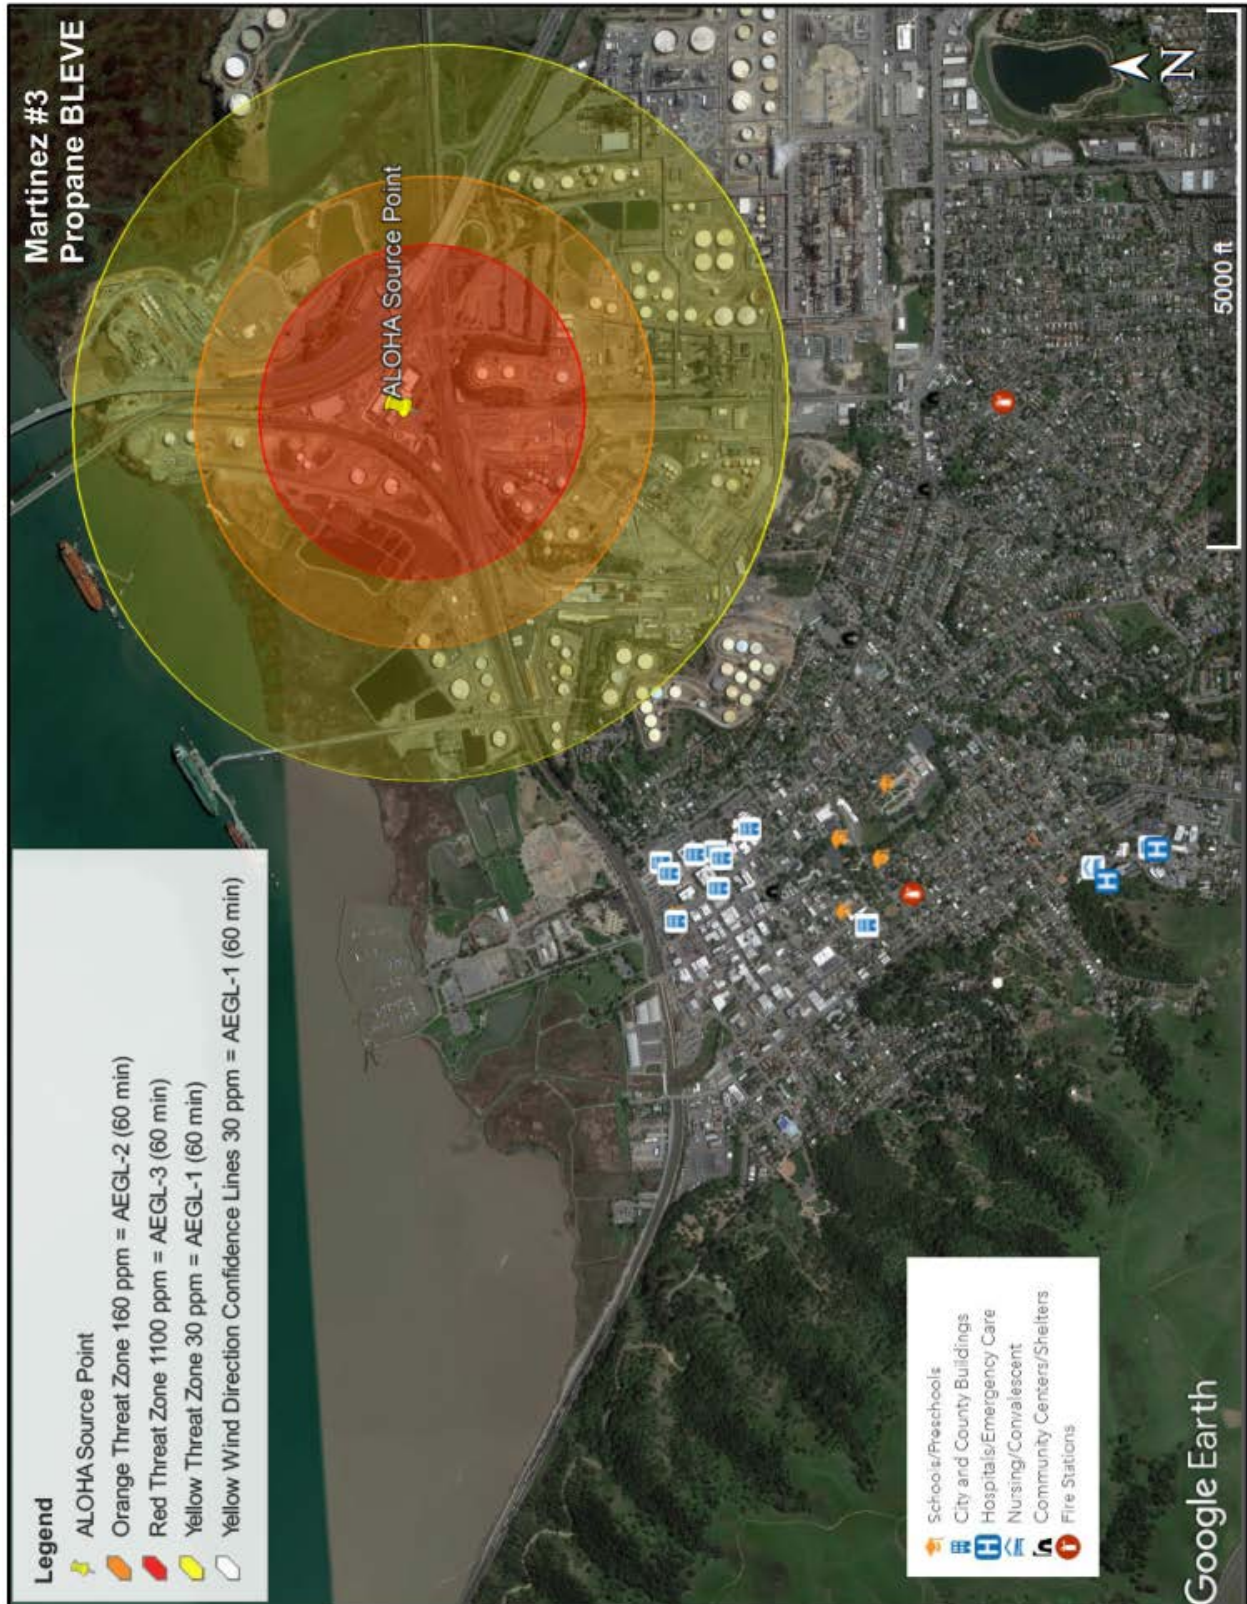 Martinez #3
Propane BLEVE
Legend
ALOHA Source Point
Orange Threat Zone 160 ppm = AEGL-2 (60 min)
Red Threat Zone 1100 ppm = AEGL-3 (60 min)
Yellow Threat Zone 30 ppm = AEGL-1 (60 min)
Yellow Wind Direction Confidence Lines 30 ppm = AEGL-1 (60 min)
ALOHA Source Point
Schools/Preschools
City and County Buildings
H Hospitals/Emergency Care
Nursing/Convalescent
Community Centers/Shelters
Fire Stations
H
H
Google Earth
N
5000 ft